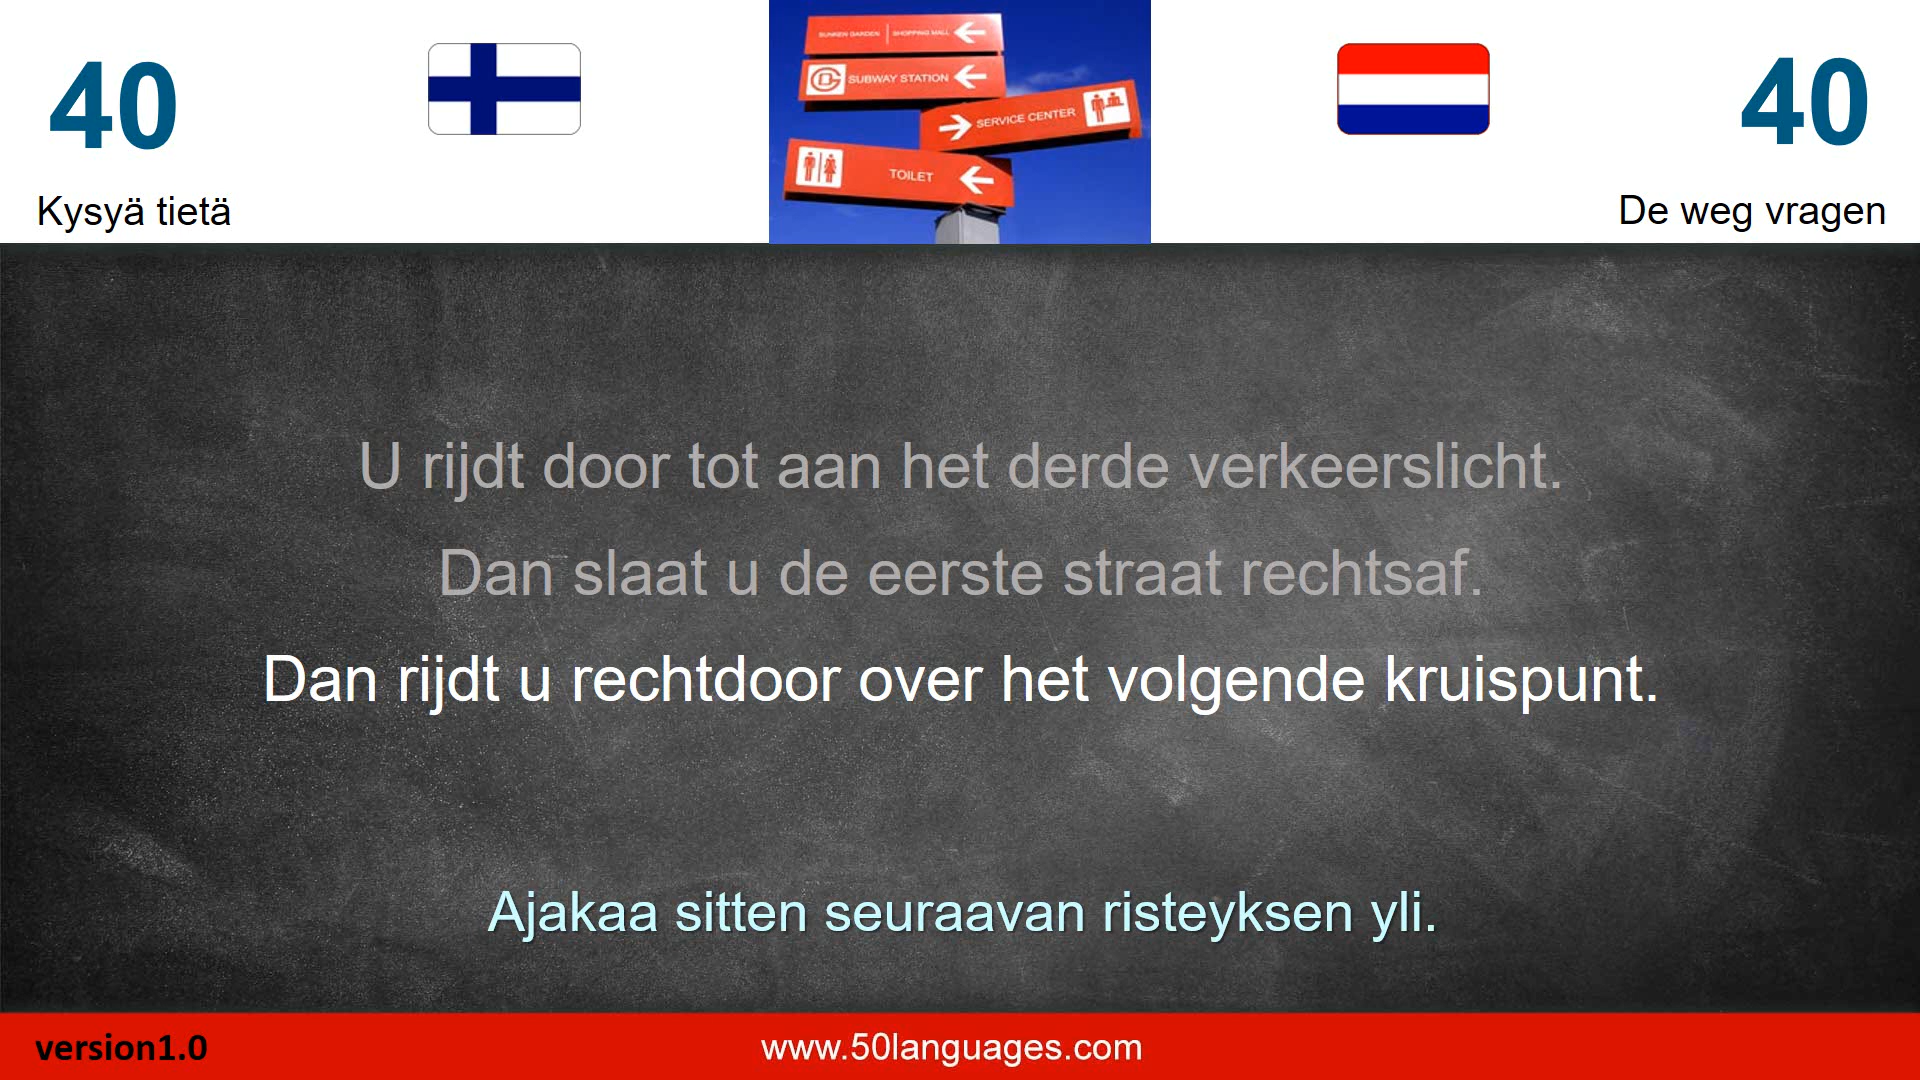 40
Kysyä tietä
SUNKEN GARDEN | SHOPPING MALL
SUBWAY STATION
SERVICE CENTER
TOILET
40
De weg vragen
U rijdt door tot aan het derde verkeerslicht.
Dan slaat u de eerste straat rechtsaf.
Dan rijdt u rechtdoor over het volgende kruispunt.
Ajakaa sitten seuraavan risteyksen yli.
version1.0
www.50languages.com